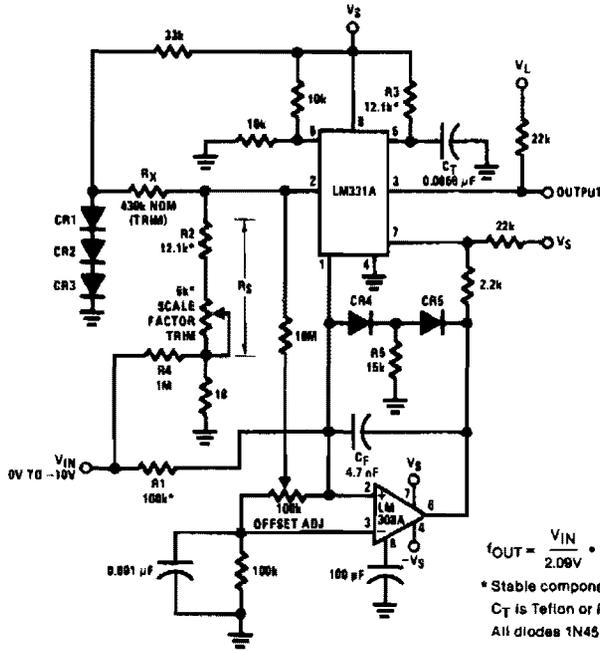 VS
33k
VL
10k
R3
12.1k*
10k
22k
6
8
5
CT
0.0068 µF
RX
430k NOM
(TRIM)
2
LM331A
3
OUTPUT
CR1
CR2
CR3
R2
12.1k*
RS
7
22k
VS
1
4
2.2k
5k*
SCALE
FACTOR
TRIM
CR4
CR5
10M
R4
1M
R5
15k
10
VIN
0V TO −10V
R1
100k*
CF
4.7 nF
VS
100k
OFFSET ADJ
2
+
7
LM
308A
6
3
−
4
8
−VS
0.001 µF
100k
100 pF
fOUT = VIN / 2.09V •
* Stable compone
CT is Teflon or
All diodes 1N45